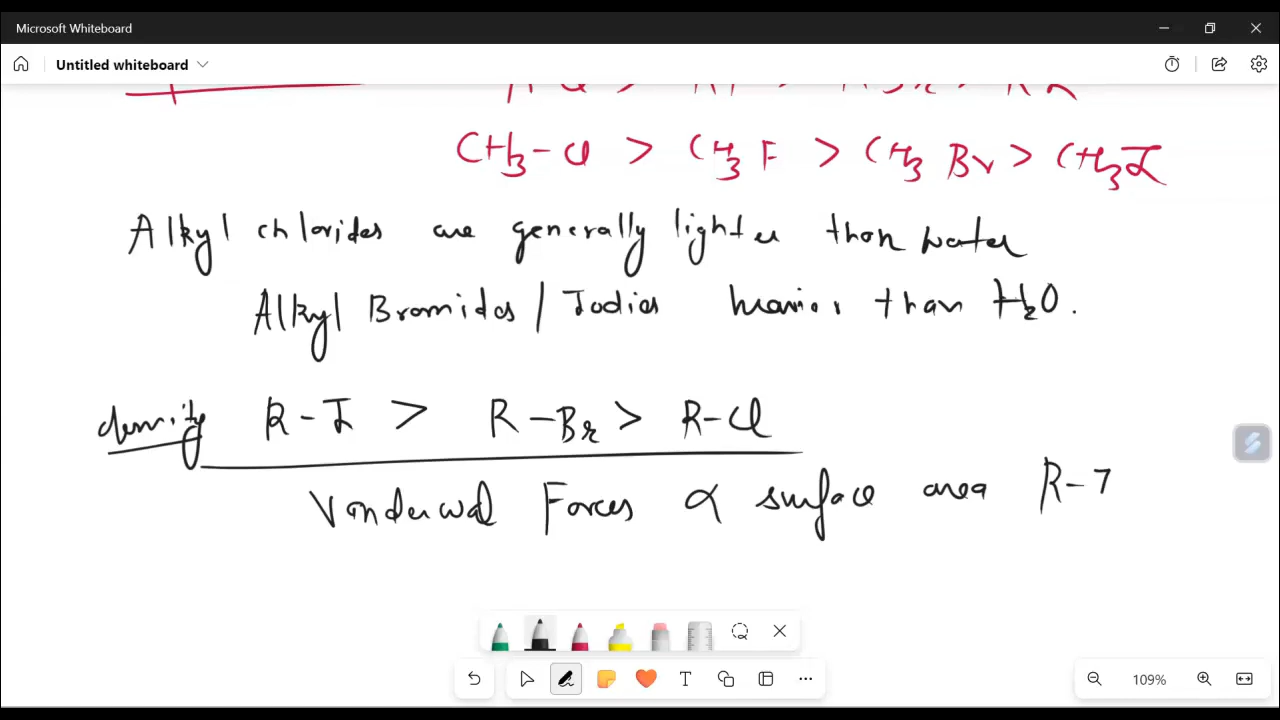 Microsoft Whiteboard
Untitled whiteboard
CH3-Cl > CH3F > CH3Br > CH3I
Alkyl chlorides are generally lighter than water
Alkyl Bromides / Iodies heavier than H2O.
density R-I > R-Br > R-Cl
Vanderwal Forces α surface area R-
109%